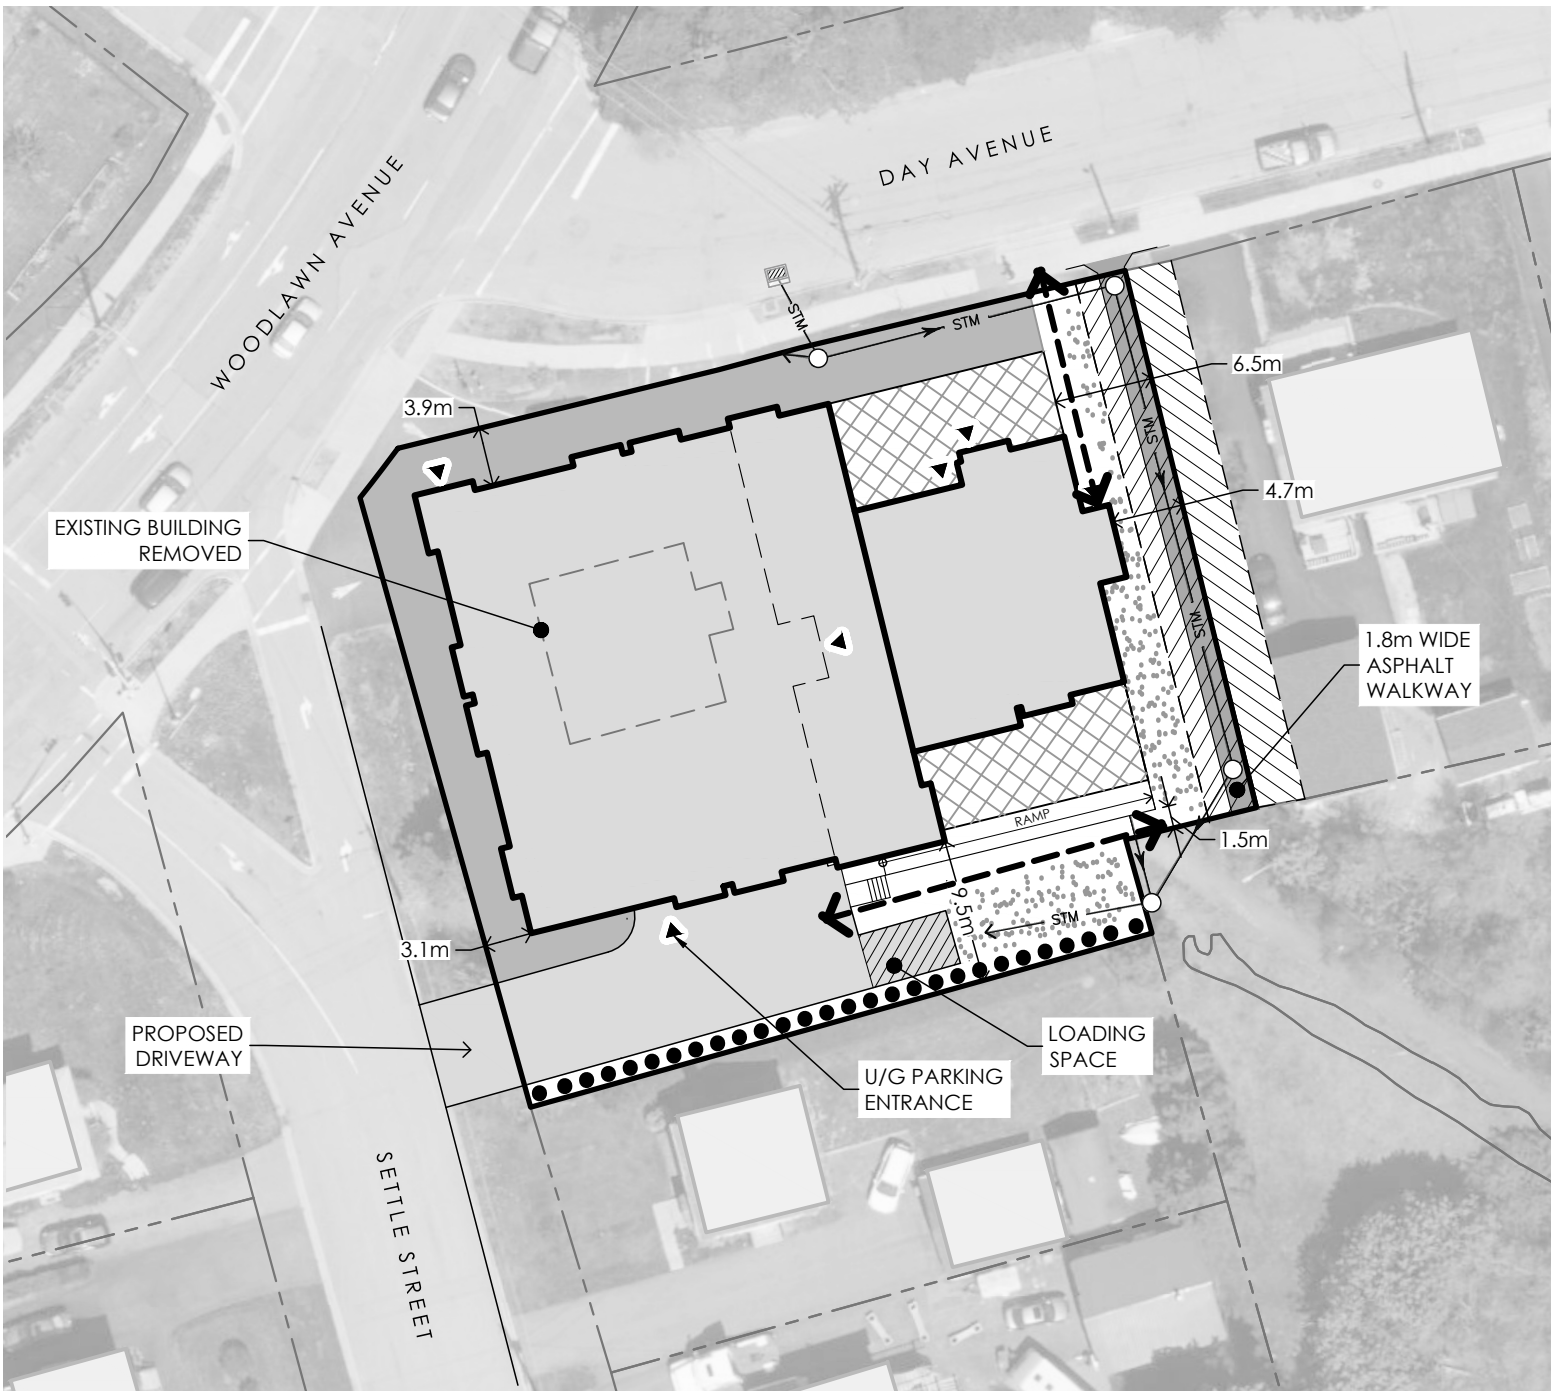 WOODLAWN AVENUE
DAY AVENUE
STM
STM
3.9m
6.5m
STM
4.7m
EXISTING BUILDING
REMOVED
STM
1.8m WIDE
ASPHALT
WALKWAY
RAMP
1.5m
9.5m
STM
3.1m
PROPOSED
DRIVEWAY
LOADING
SPACE
U/G PARKING
ENTRANCE
SETTLE STREET